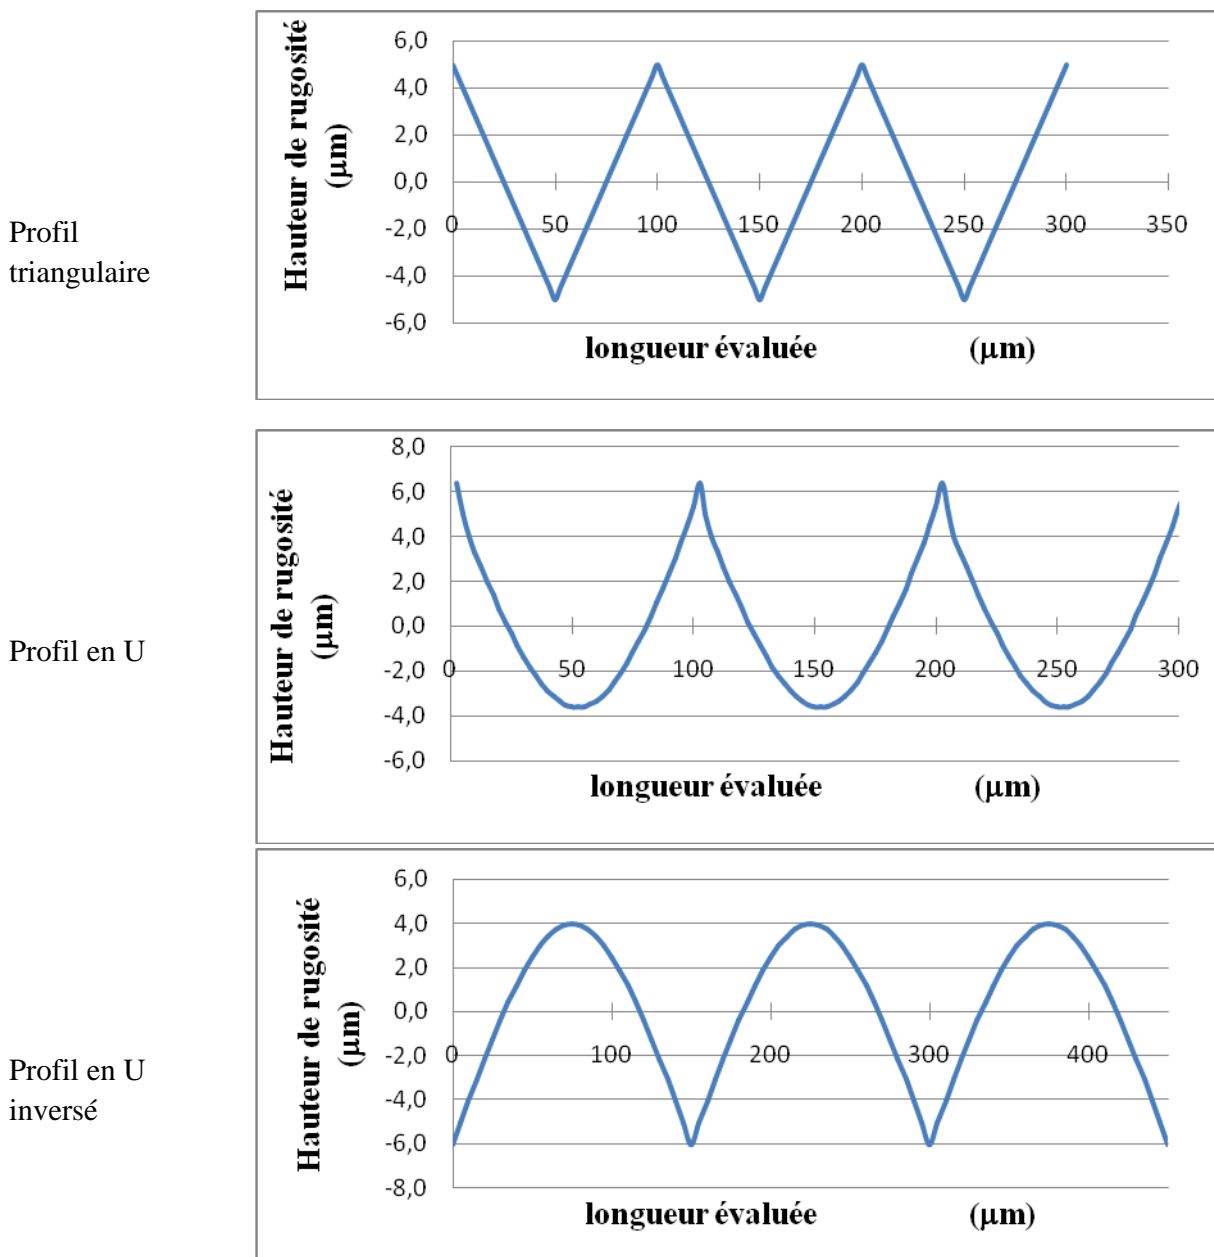 Profil
triangulaire
Hauteur de rugosité
(μm)
6,0
4,0
2,0
0,0
-2,0
-4,0
-6,0
0 50 100 150 200 250 300 350
longueur évaluée (μm)
Profil en U
Hauteur de rugosité
(μm)
8,0
6,0
4,0
2,0
0,0
-2,0
-4,0
-6,0
0 50 100 150 200 250 300
longueur évaluée (μm)
Profil en U
inversé
Hauteur de rugosité
(μm)
6,0
4,0
2,0
0,0
-2,0
-4,0
-6,0
-8,0
0 100 200 300 400
longueur évaluée (μm)